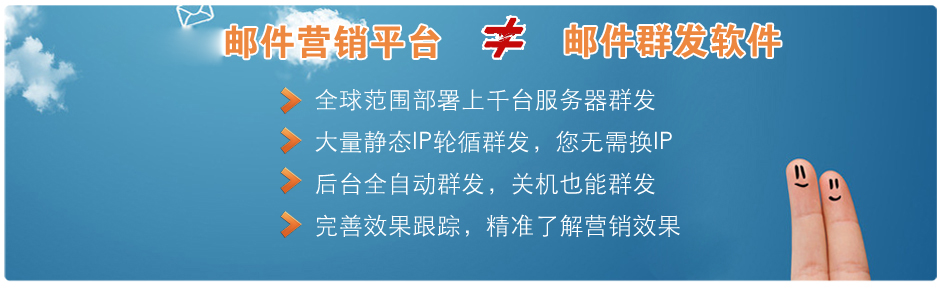 邮件营销平台 ≠ 邮件群发软件
全球范围部署上千台服务器群发
大量静态IP轮循群发，您无需换IP
后台全自动群发，关机也能群发
完善效果跟踪，精准了解营销效果